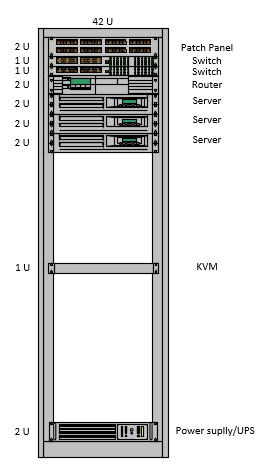 42 U
2 U Patch Panel
1 U Switch
1 U Switch
2 U Router
2 U Server
2 U Server
2 U Server
1 U KVM
2 U Power suplly/UPS